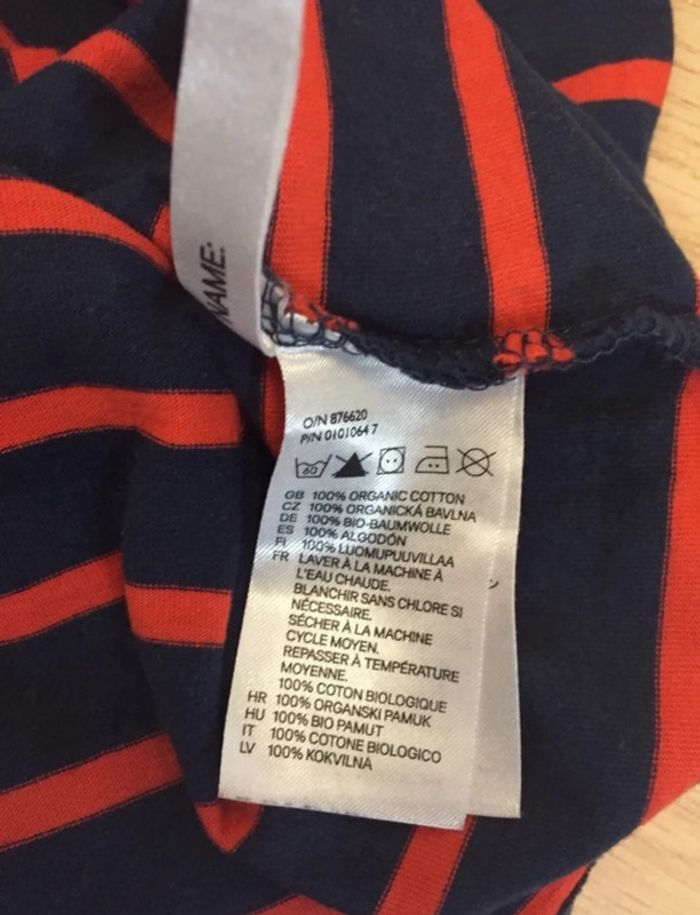 NAME:
O/N 876620
P/N 0101064 7
60
GB 100% ORGANIC COTTON
CZ 100% ORGANICKÁ BAVLNA
DE 100% BIO-BAUMWOLLE
ES 100% ALGODÓN
FI 100% LUOMUPUUVILLAA
FR LAVER À LA MACHINE À
L'EAU CHAUDE.
BLANCHIR SANS CHLORE SI
NÉCESSAIRE.
SÉCHER À LA MACHINE
CYCLE MOYEN.
REPASSER À TEMPÉRATURE
MOYENNE.
100% COTON BIOLOGIQUE
HR 100% ORGANSKI PAMUK
HU 100% BIO PAMUT
IT 100% COTONE BIOLOGICO
LV 100% KOKVILNA